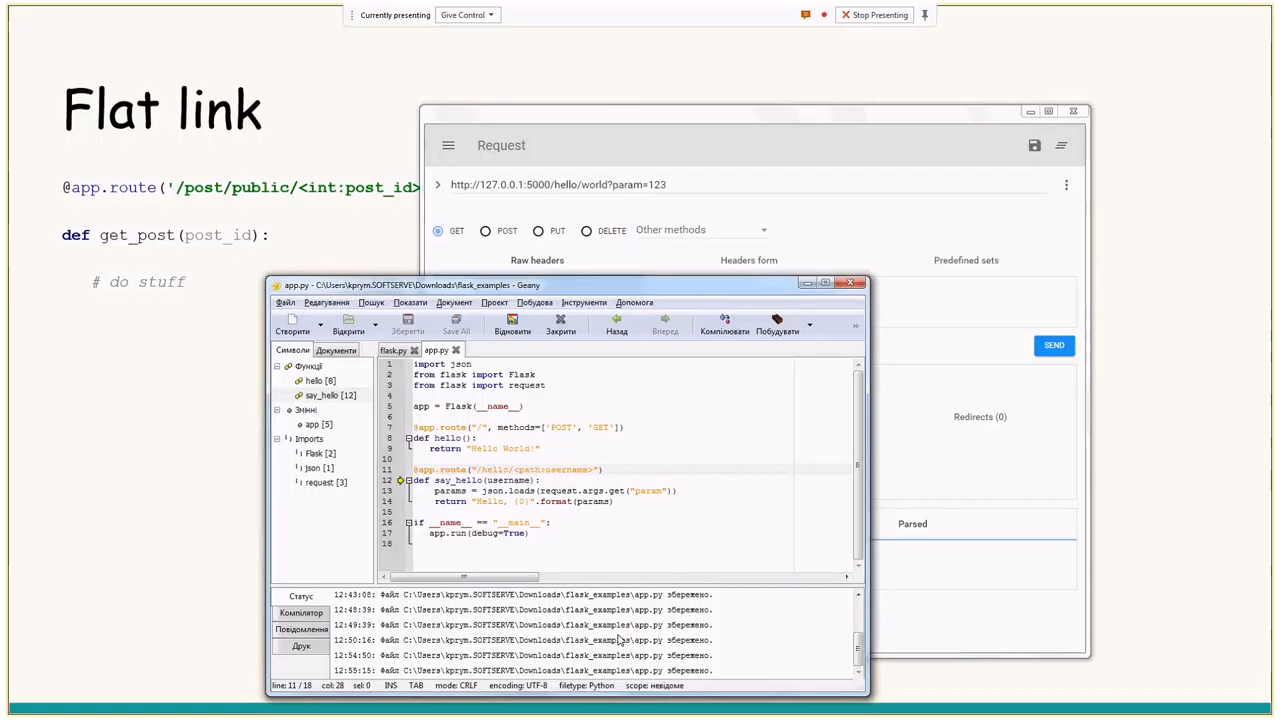 Currently presenting
Give Control
Stop Presenting
Flat link
@app.route('/post/public/<int:post_id>
def get_post(post_id):
# do stuff
Request
http://127.0.0.1:5000/hello/world?param=123
GET
POST
PUT
DELETE
Other methods
Raw headers
Headers form
Predefined sets
SEND
Redirects (0)
Parsed
app.py - C:\Users\kprym.SOFTSERVE\Downloads\flask_examples - Geany
Файл Редагування Пошук Показати Документ Проект Побудова Інструменти Допомога
Створити Відкрити Зберегти Save All Відновити Закрити Назад Вперед Компілювати Побудувати
Символи Документи
flask.py app.py
Функції
hello [8]
say_hello [12]
Змінні
app [5]
Imports
Flask [2]
json [1]
request [3]
1 import json
2 from flask import Flask
3 from flask import request
4
5 app = Flask(__name__)
6
7 @app.route("/", methods=['POST', 'GET'])
8 def hello():
9 return "Hello World!"
10
11 @app.route("/hello/<path:username>")
12 def say_hello(username):
13 params = json.loads(request.args.get("param"))
14 return "Hello, {0}".format(params)
15
16 if __name__ == "__main__":
17 app.run(debug=True)
18
Статус
Компілятор
Повідомлення
Друк
12:43:08: Файл C:\Users\kprym.SOFTSERVE\Downloads\flask_examples\app.py збережено.
12:48:39: Файл C:\Users\kprym.SOFTSERVE\Downloads\flask_examples\app.py збережено.
12:49:39: Файл C:\Users\kprym.SOFTSERVE\Downloads\flask_examples\app.py збережено.
12:50:16: Файл C:\Users\kprym.SOFTSERVE\Downloads\flask_examples\app.py збережено.
12:54:50: Файл C:\Users\kprym.SOFTSERVE\Downloads\flask_examples\app.py збережено.
12:55:15: Файл C:\Users\kprym.SOFTSERVE\Downloads\flask_examples\app.py збережено.
line: 11 / 18 col: 28 sel: 0 INS TAB mode: CRLF encoding: UTF-8 filetype: Python scope: невідоме